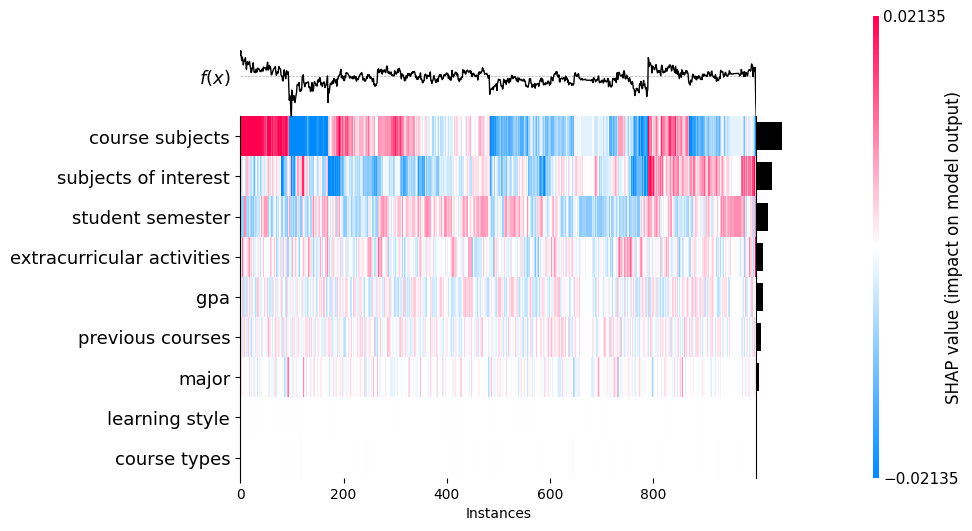 0.02135
f(x)
course subjects
subjects of interest
student semester
extracurricular activities
gpa
previous courses
major
learning style
course types
0 200 400 600 800
Instances
−0.02135
SHAP value (impact on model output)